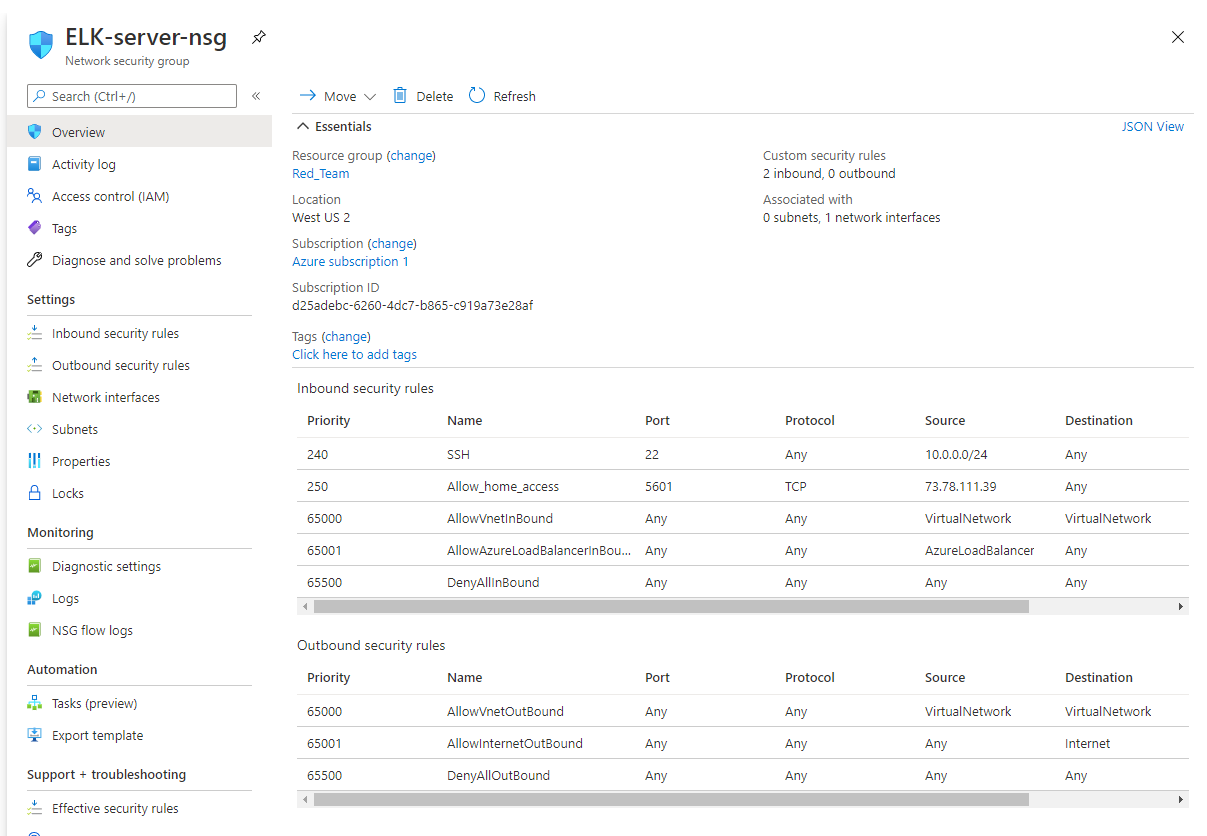 ELK-server-nsg
Network security group
Search (Ctrl+/)
«
Overview
Activity log
Access control (IAM)
Tags
Diagnose and solve problems
Settings
Inbound security rules
Outbound security rules
Network interfaces
Subnets
Properties
Locks
Monitoring
Diagnostic settings
Logs
NSG flow logs
Automation
Tasks (preview)
Export template
Support + troubleshooting
Effective security rules
Move Delete Refresh
Essentials JSON View
Resource group (change)
Red_Team
Location
West US 2
Subscription (change)
Azure subscription 1
Subscription ID
d25adebc-6260-4dc7-b865-c919a73e28af
Tags (change)
Click here to add tags
Custom security rules
2 inbound, 0 outbound
Associated with
0 subnets, 1 network interfaces
Inbound security rules
Priority Name Port Protocol Source Destination
240 SSH 22 Any 10.0.0.0/24 Any
250 Allow_home_access 5601 TCP 73.78.111.39 Any
65000 AllowVnetInBound Any Any VirtualNetwork VirtualNetwork
65001 AllowAzureLoadBalancerInBou... Any Any AzureLoadBalancer Any
65500 DenyAllInBound Any Any Any Any
Outbound security rules
Priority Name Port Protocol Source Destination
65000 AllowVnetOutBound Any Any VirtualNetwork VirtualNetwork
65001 AllowInternetOutBound Any Any Any Internet
65500 DenyAllOutBound Any Any Any Any